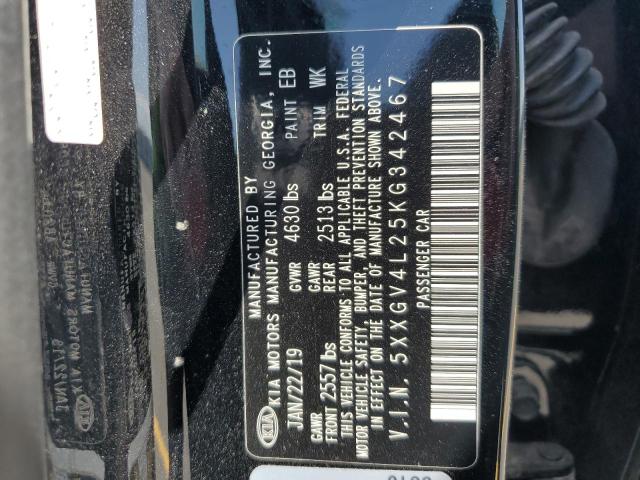 KIA
MANUFACTURED BY
KIA MOTORS MANUFACTURING GEORGIA, INC.
JAN/22/19 GVWR 4630 lbs PAINT EB
GAWR FRONT 2557 lbs GAWR REAR 2513 lbs TRIM WK
THIS VEHICLE CONFORMS TO ALL APPLICABLE U.S.A. FEDERAL
MOTOR VEHICLE SAFETY, BUMPER, AND THEFT PREVENTION STANDARDS
IN EFFECT ON THE DATE OF MANUFACTURE SHOWN ABOVE.
V.I.N. 5XXGV4L25KG342467
PASSENGER CAR